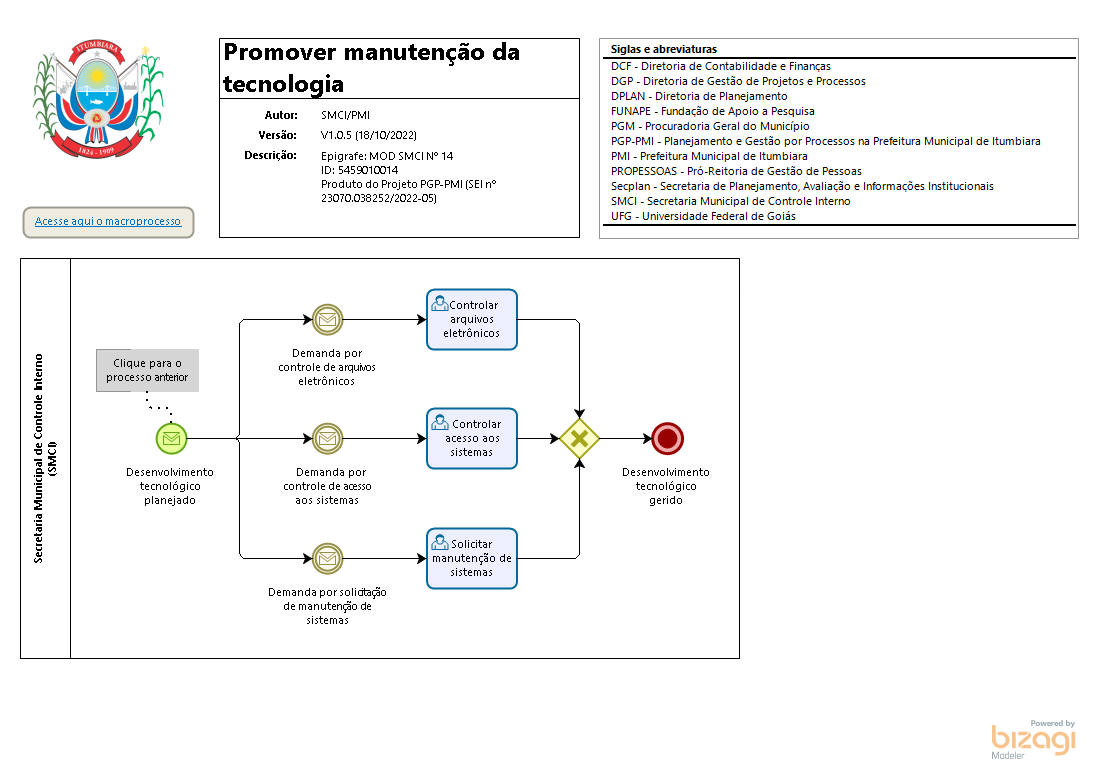 ITUMBIARA
1824 - 1909
Acesse aqui o macroprocesso
Promover manutenção da
tecnologia
Autor: SMCI/PMI
Versão: V1.0.5 (18/10/2022)
Descrição: Epigrafe: MOD SMCI Nº 14
ID: 5459010014
Produto do Projeto PGP-PMI (SEI nº
23070.038252/2022-05)
Siglas e abreviaturas
DCF - Diretoria de Contabilidade e Finanças
DGP - Diretoria de Gestão de Projetos e Processos
DPLAN - Diretoria de Planejamento
FUNAPE - Fundação de Apoio a Pesquisa
PGM - Procuradoria Geral do Município
PGP-PMI - Planejamento e Gestão por Processos na Prefeitura Municipal de Itumbiara
PMI - Prefeitura Municipal de Itumbiara
PROPESSOAS - Pró-Reitoria de Gestão de Pessoas
Secplan - Secretaria de Planejamento, Avaliação e Informações Institucionais
SMCI - Secretaria Municipal de Controle Interno
UFG - Universidade Federal de Goiás
Secretaria Municipal de Controle Interno
(SMCI)
Clique para o
processo anterior
Desenvolvimento
tecnológico
planejado
Demanda por
controle de arquivos
eletrônicos
Controlar
arquivos
eletrônicos
Demanda por
controle de acesso
aos sistemas
Controlar
acesso aos
sistemas
Demanda por solicitação
de manutenção de
sistemas
Solicitar
manutenção de
sistemas
Desenvolvimento
tecnológico
gerido
Powered by
bizagi
Modeler